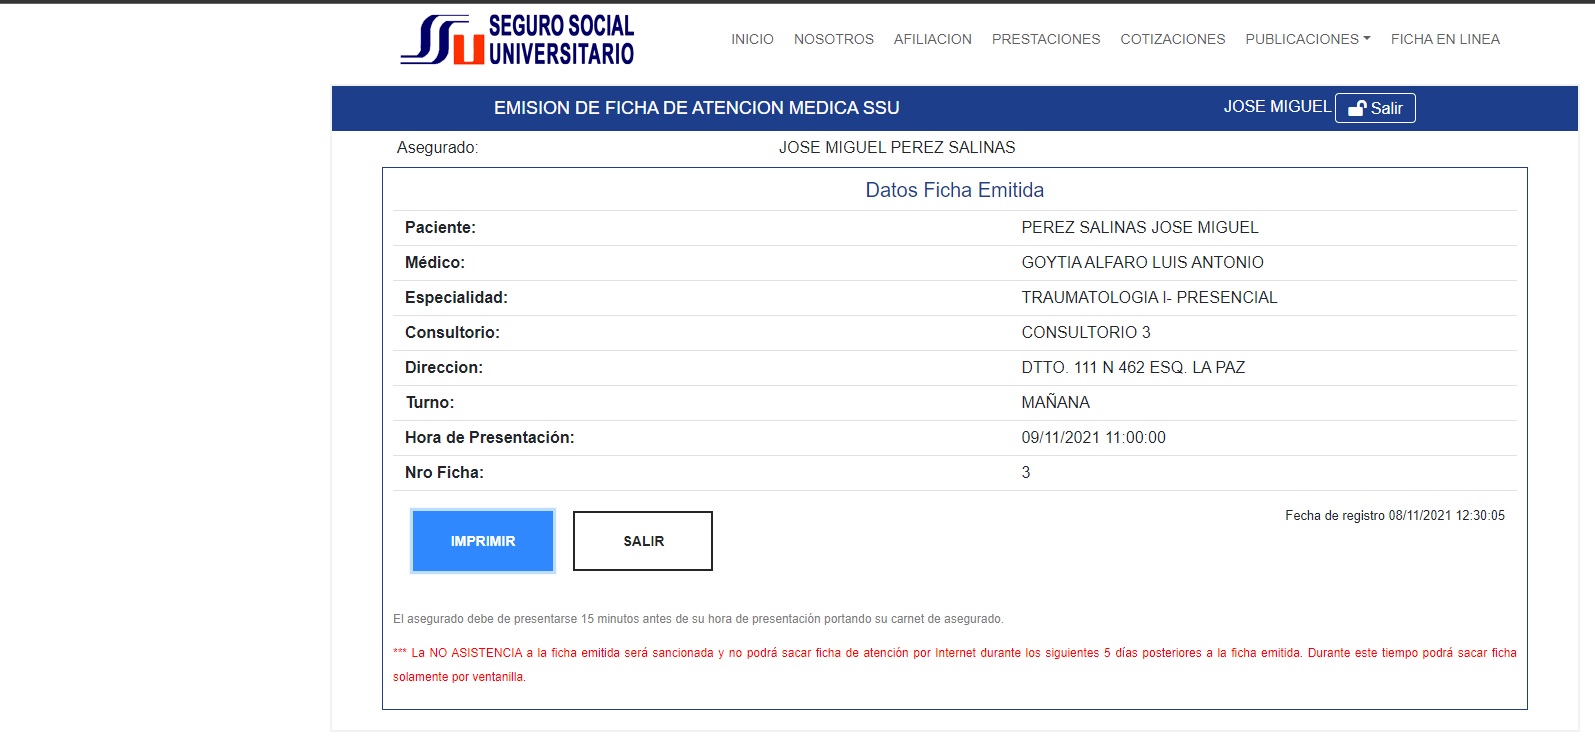 SSU SEGURO SOCIAL
UNIVERSITARIO
INICIO NOSOTROS AFILIACION PRESTACIONES COTIZACIONES PUBLICACIONES FICHA EN LINEA
EMISION DE FICHA DE ATENCION MEDICA SSU JOSE MIGUEL Salir
Asegurado: JOSE MIGUEL PEREZ SALINAS
Datos Ficha Emitida
Paciente: PEREZ SALINAS JOSE MIGUEL
Médico: GOYTIA ALFARO LUIS ANTONIO
Especialidad: TRAUMATOLOGIA I- PRESENCIAL
Consultorio: CONSULTORIO 3
Direccion: DTTO. 111 N 462 ESQ. LA PAZ
Turno: MAÑANA
Hora de Presentación: 09/11/2021 11:00:00
Nro Ficha: 3
Fecha de registro 08/11/2021 12:30:05
IMPRIMIR SALIR
El asegurado debe de presentarse 15 minutos antes de su hora de presentación portando su carnet de asegurado.
*** La NO ASISTENCIA a la ficha emitida será sancionada y no podrá sacar ficha de atención por Internet durante los siguientes 5 días posteriores a la ficha emitida. Durante este tiempo podrá sacar ficha
solamente por ventanilla.